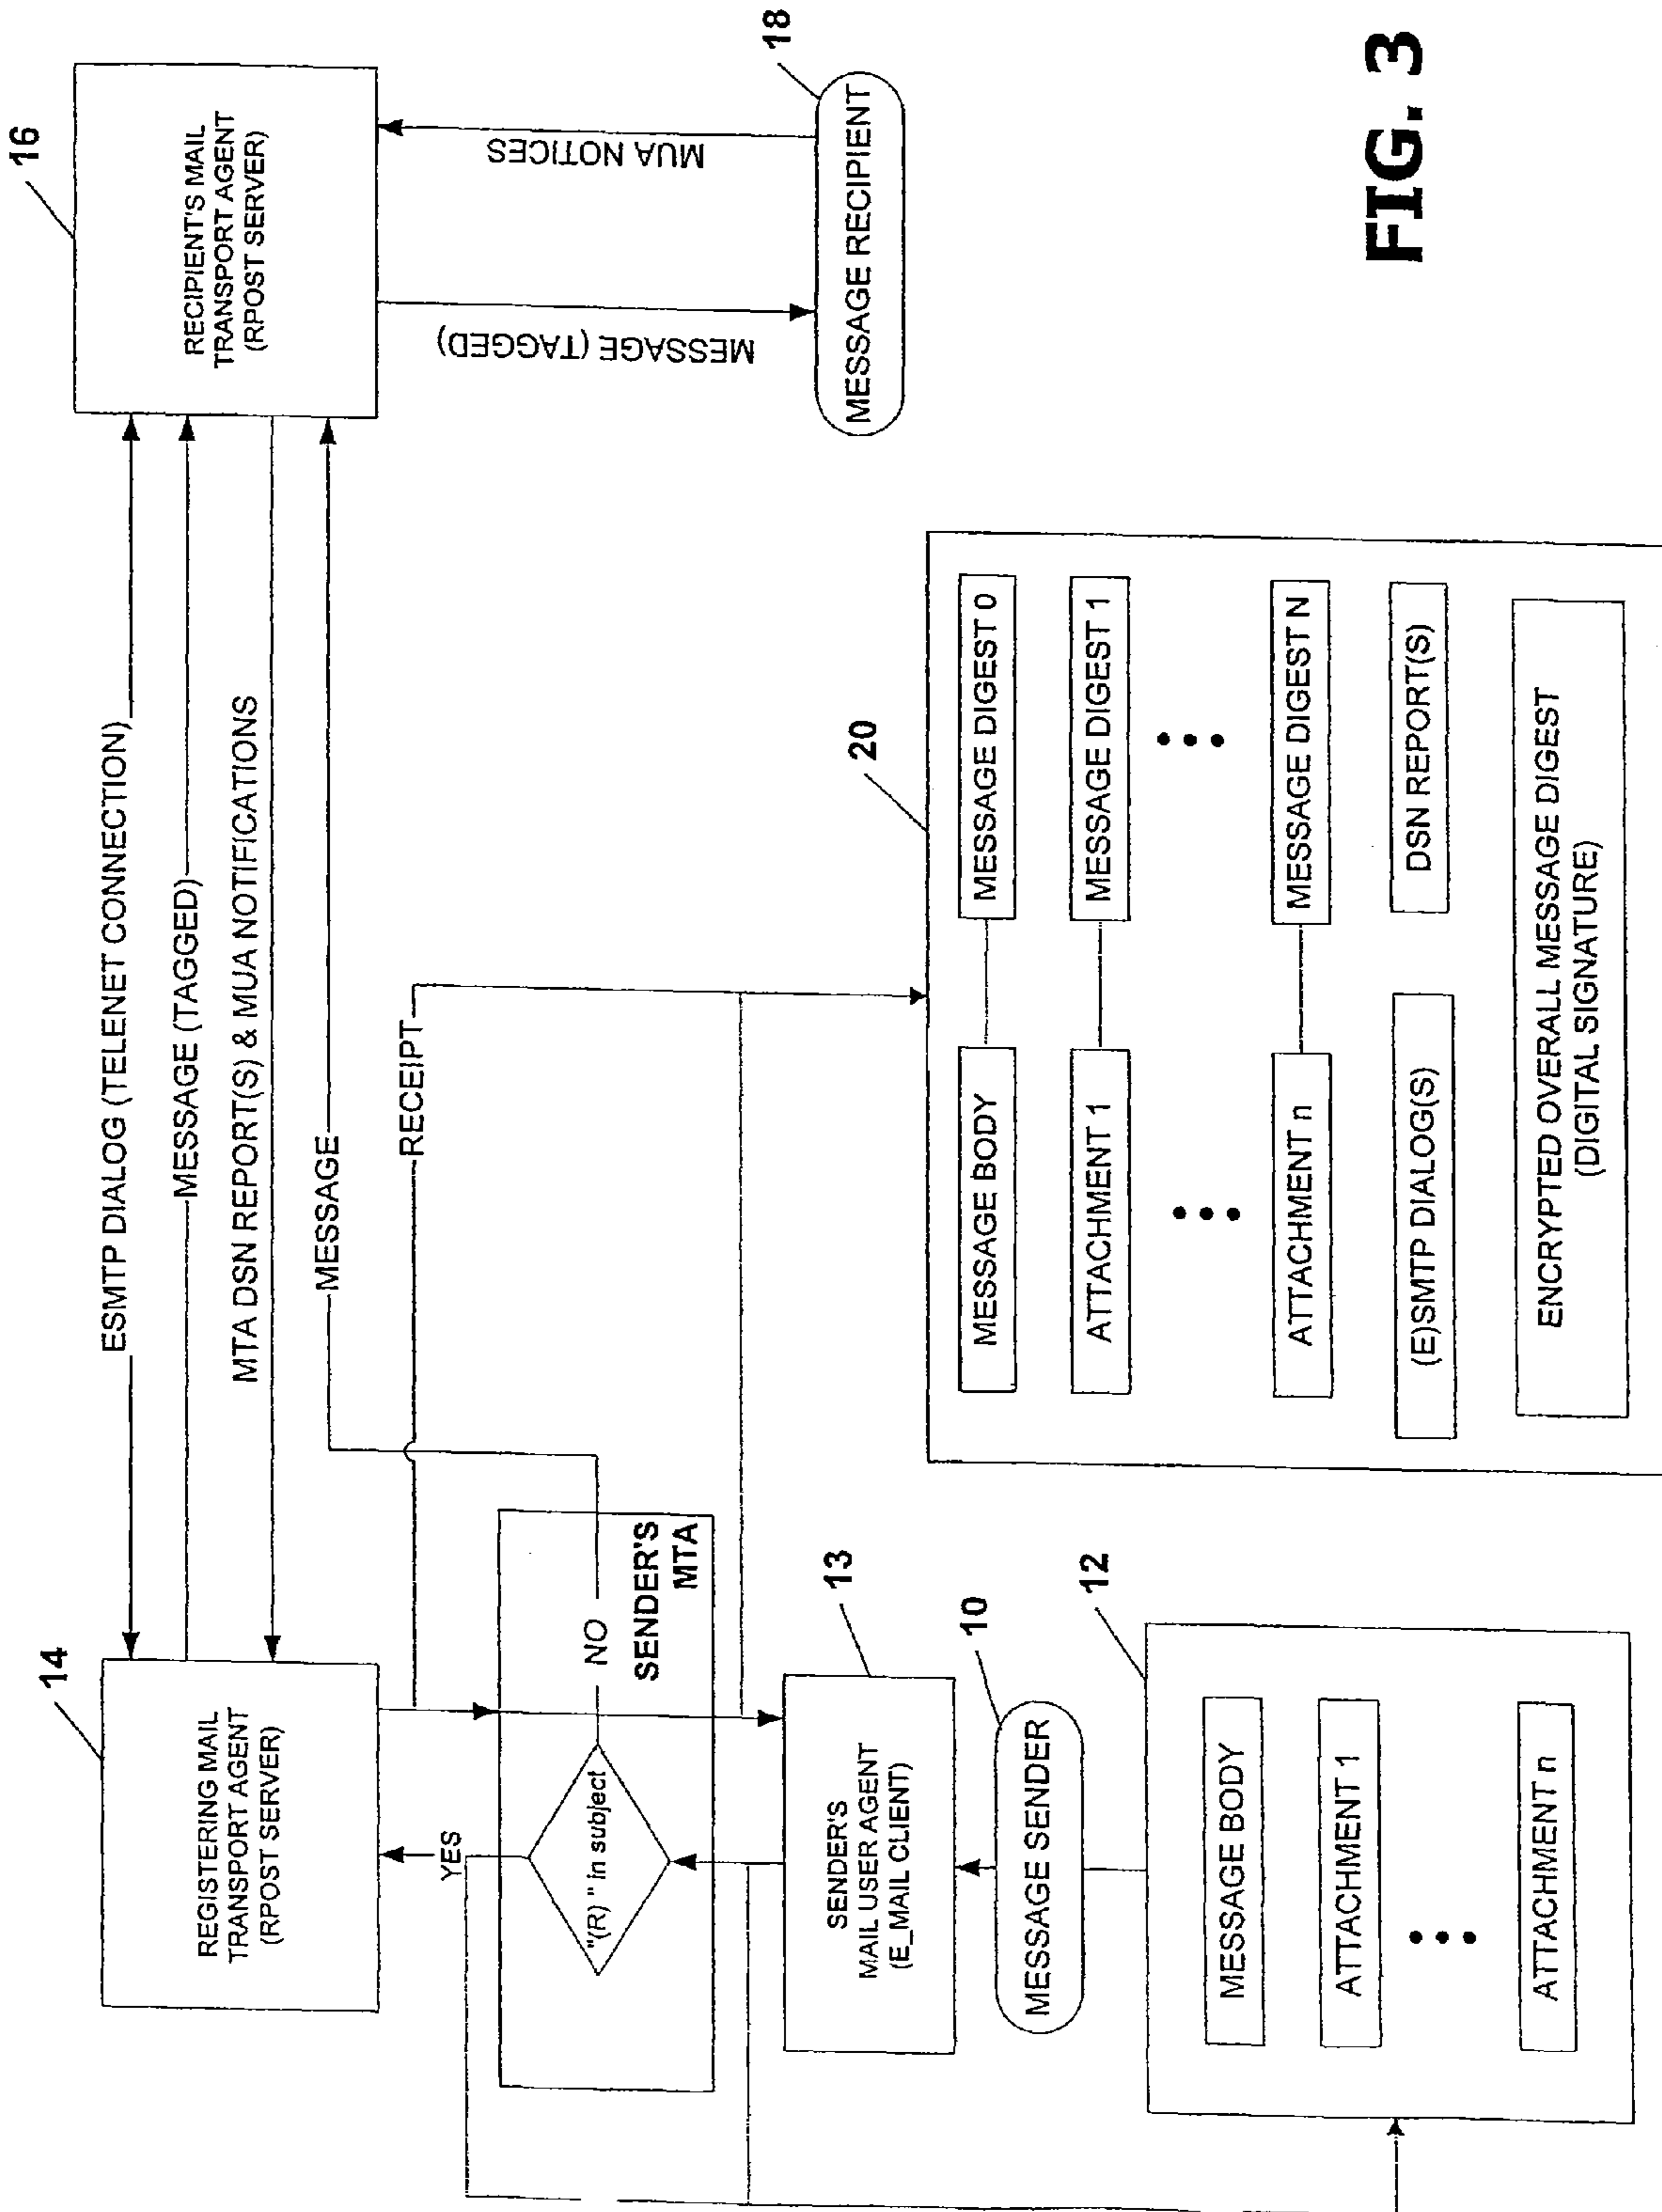 14
REGISTERING MAIL
TRANSPORT AGENT
(RPOST SERVER)
ESMTP DIALOG (TELENET CONNECTION)
MESSAGE (TAGGED)
MTA DSN REPORT(S) & MUA NOTIFICATIONS
MESSAGE
RECEIPT
16
RECIPIENT'S MAIL
TRANSPORT AGENT
(RPOST SERVER)
YES
"(R) " in subject
NO
SENDER'S
MTA
MESSAGE (TAGGED)
MUA NOTICES
13
SENDER'S
MAIL USER AGENT
(E_MAIL CLIENT)
18
MESSAGE RECIPIENT
10
MESSAGE SENDER
12
MESSAGE BODY
ATTACHMENT 1
ATTACHMENT n
20
MESSAGE BODY
MESSAGE DIGEST 0
ATTACHMENT 1
MESSAGE DIGEST 1
ATTACHMENT n
MESSAGE DIGEST N
(E)SMTP DIALOG(S)
DSN REPORT(S)
ENCRYPTED OVERALL MESSAGE DIGEST
(DIGITAL SIGNATURE)
FIG. 3